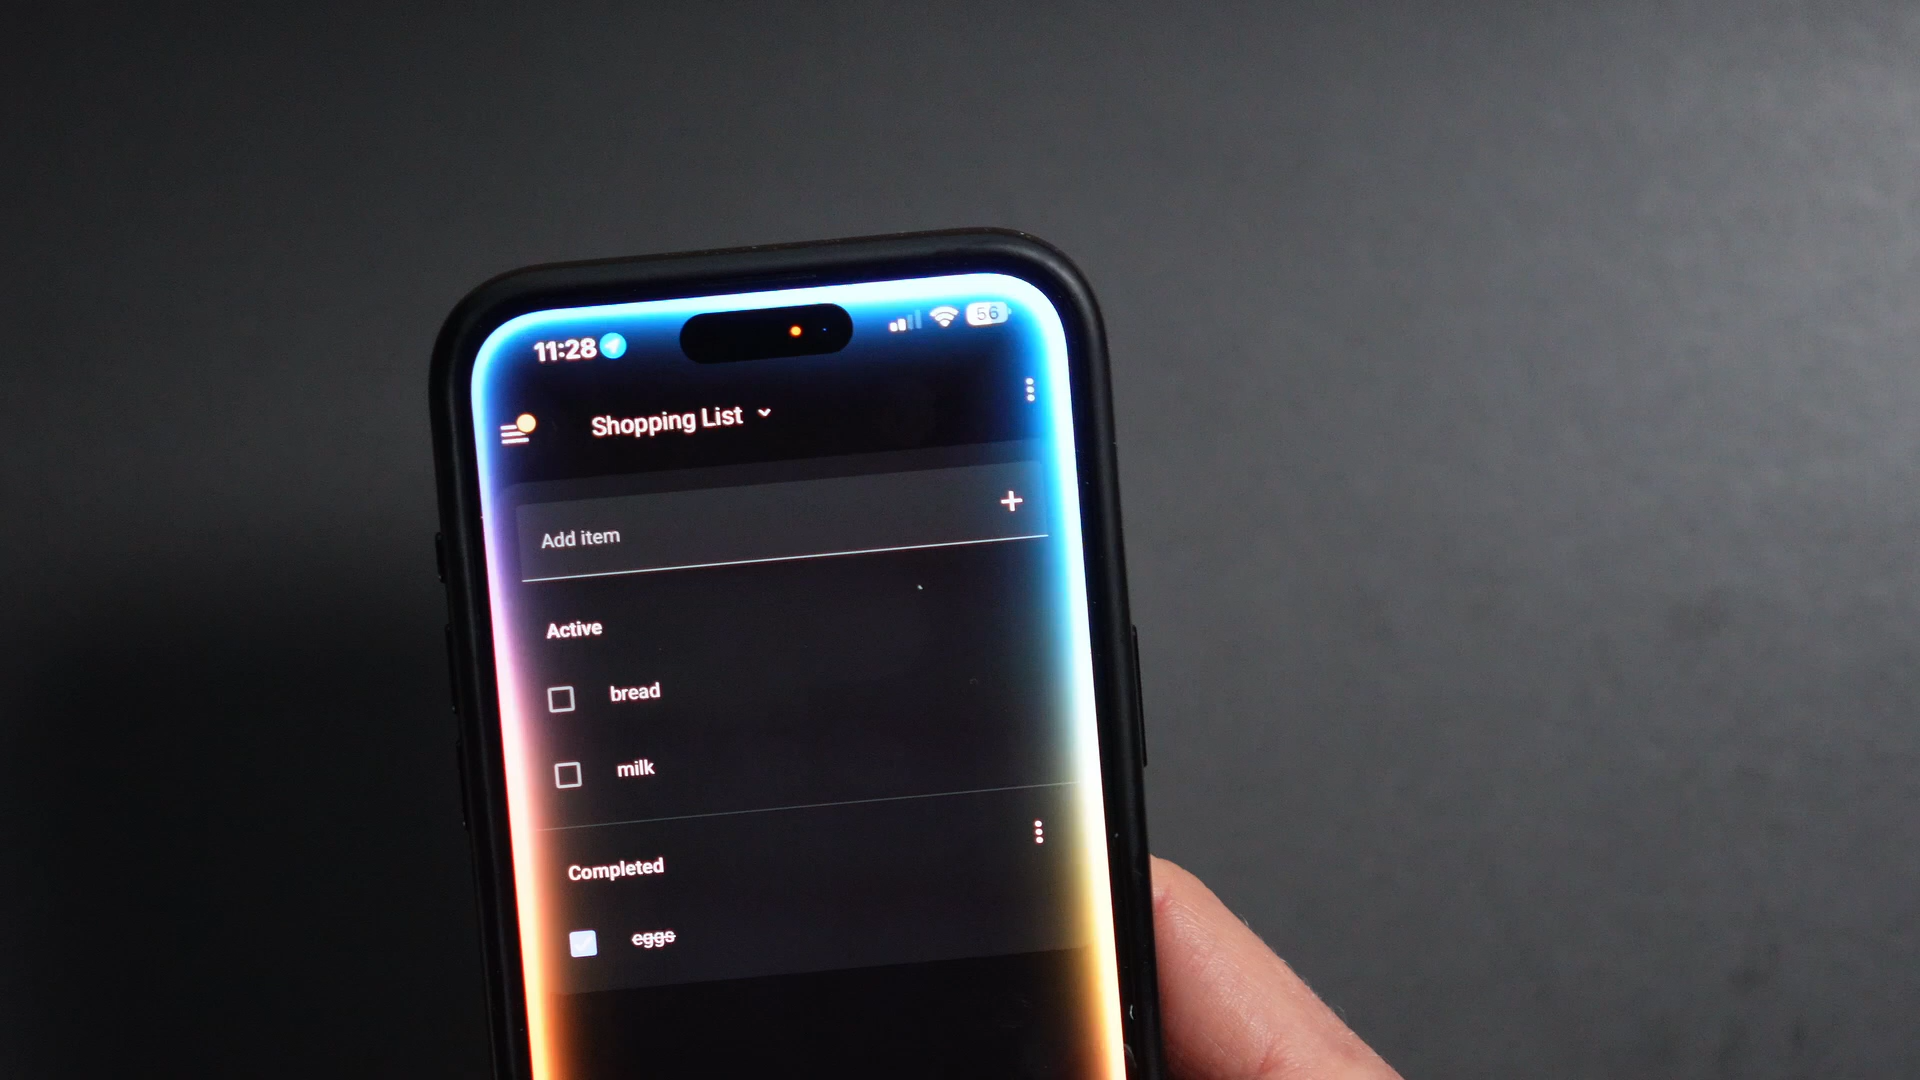 11:28
56
Shopping List
Add item
Active
bread
milk
Completed
eggs